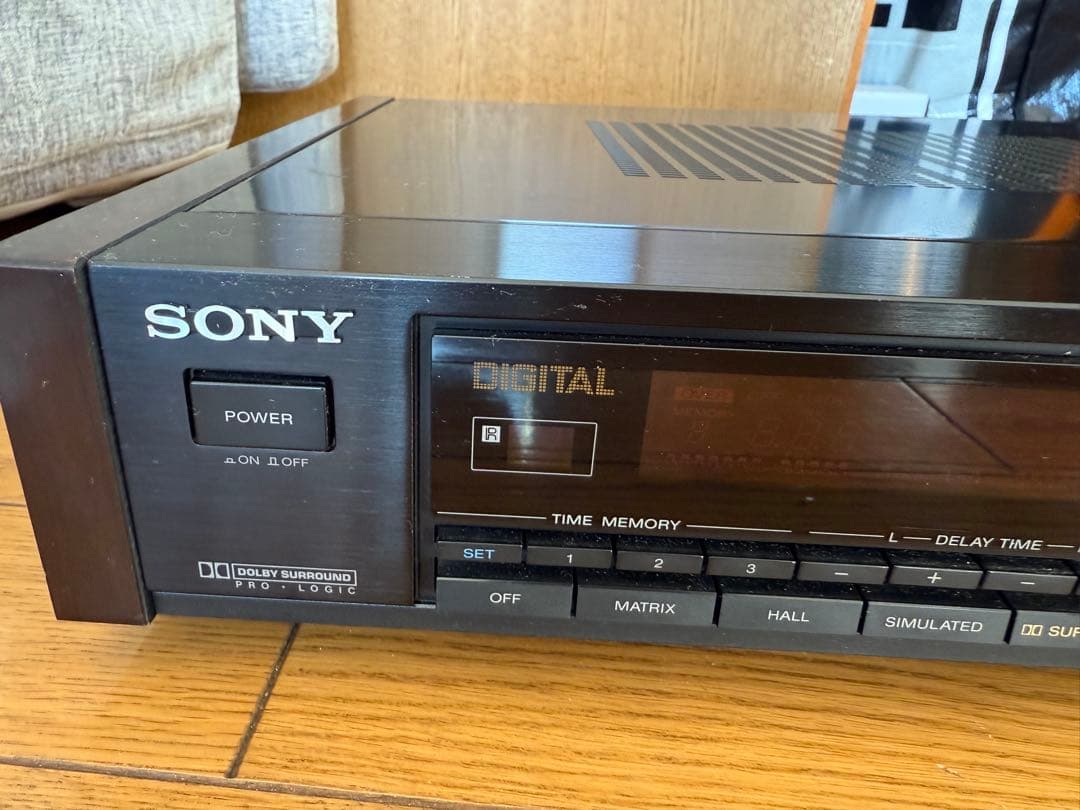 SONY
POWER
ON OFF
DOLBY SURROUND
PRO · LOGIC
DIGITAL
R
TIME MEMORY
L DELAY TIME
SET 1 2 3 − + −
OFF MATRIX HALL SIMULATED SUR